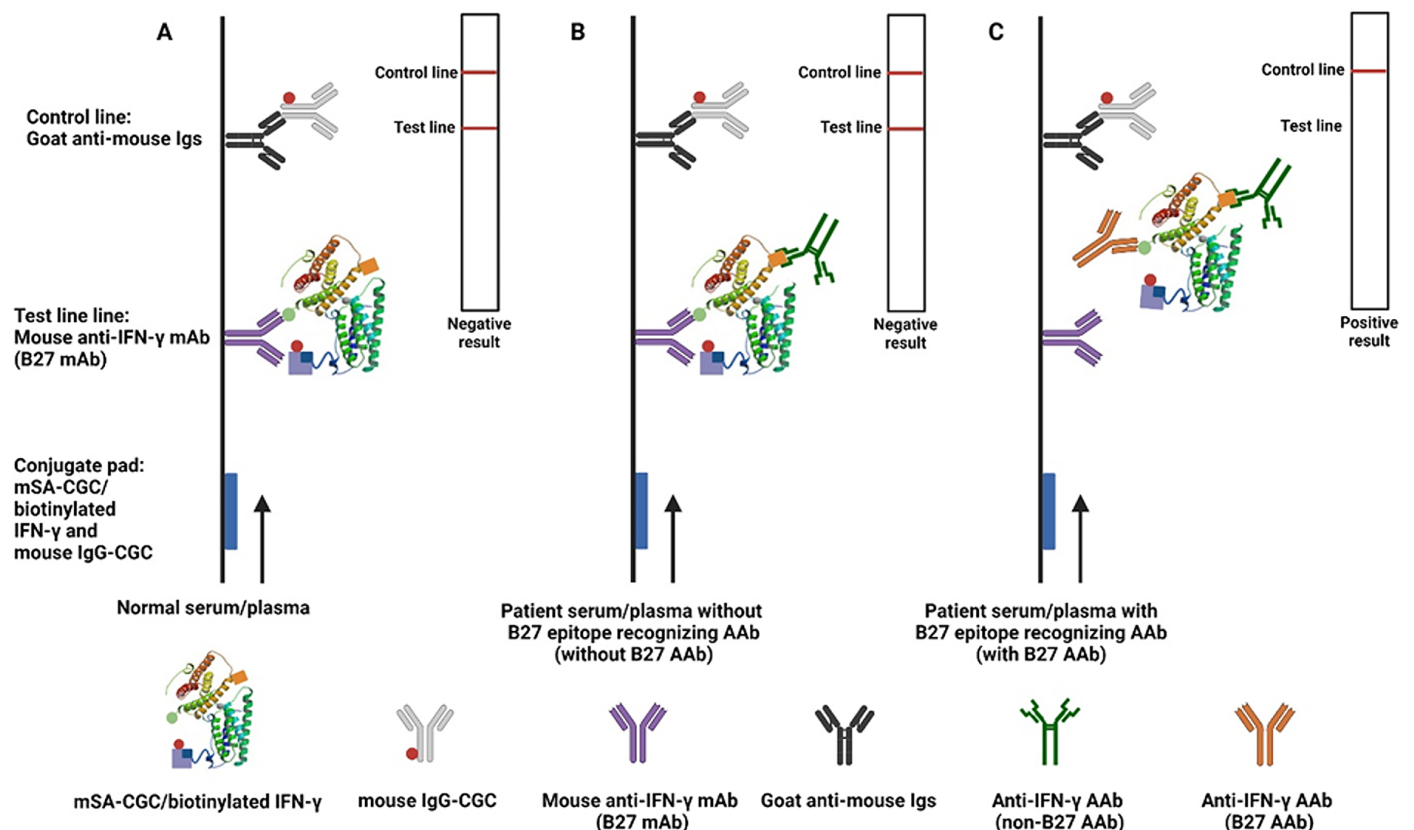 A
Control line
Test line
Control line:
Goat anti-mouse Igs
Negative
result
Test line line:
Mouse anti-IFN-γ mAb
(B27 mAb)
Conjugate pad:
mSA-CGC/
biotinylated
IFN-γ and
mouse IgG-CGC
Normal serum/plasma
B
Control line
Test line
Negative
result
Patient serum/plasma without
B27 epitope recognizing AAb
(without B27 AAb)
C
Control line
Test line
Positive
result
Patient serum/plasma with
B27 epitope recognizing AAb
(with B27 AAb)
mSA-CGC/biotinylated IFN-γ
mouse IgG-CGC
Mouse anti-IFN-γ mAb
(B27 mAb)
Goat anti-mouse Igs
Anti-IFN-γ AAb
(non-B27 AAb)
Anti-IFN-γ AAb
(B27 AAb)